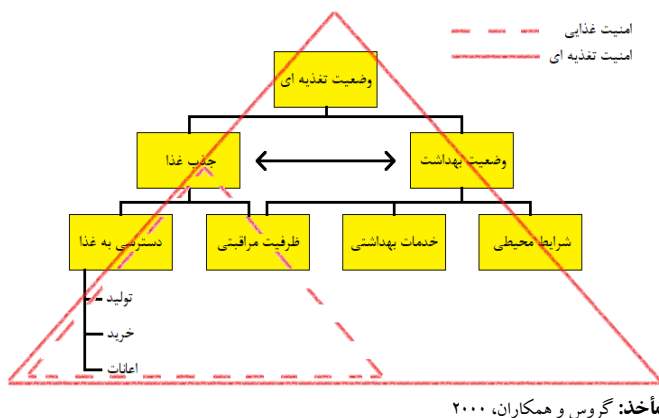 امنیت غذایی
امنیت تغذیه ای
وضعیت تغذیه ای
وضعیت بهداشت
جذب غذا
شرایط محیطی
خدمات بهداشتی
ظرفیت مراقبتی
دسترسی به غذا
تولید
خرید
اعانات
مأخذ: گروس و همکاران، ۲۰۰۰